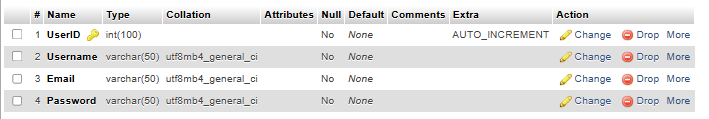 # Name Type Collation Attributes Null Default Comments Extra Action
1 UserID int(100) No None AUTO_INCREMENT Change Drop More
2 Username varchar(50) utf8mb4_general_ci No None Change Drop More
3 Email varchar(50) utf8mb4_general_ci No None Change Drop More
4 Password varchar(50) utf8mb4_general_ci No None Change Drop More